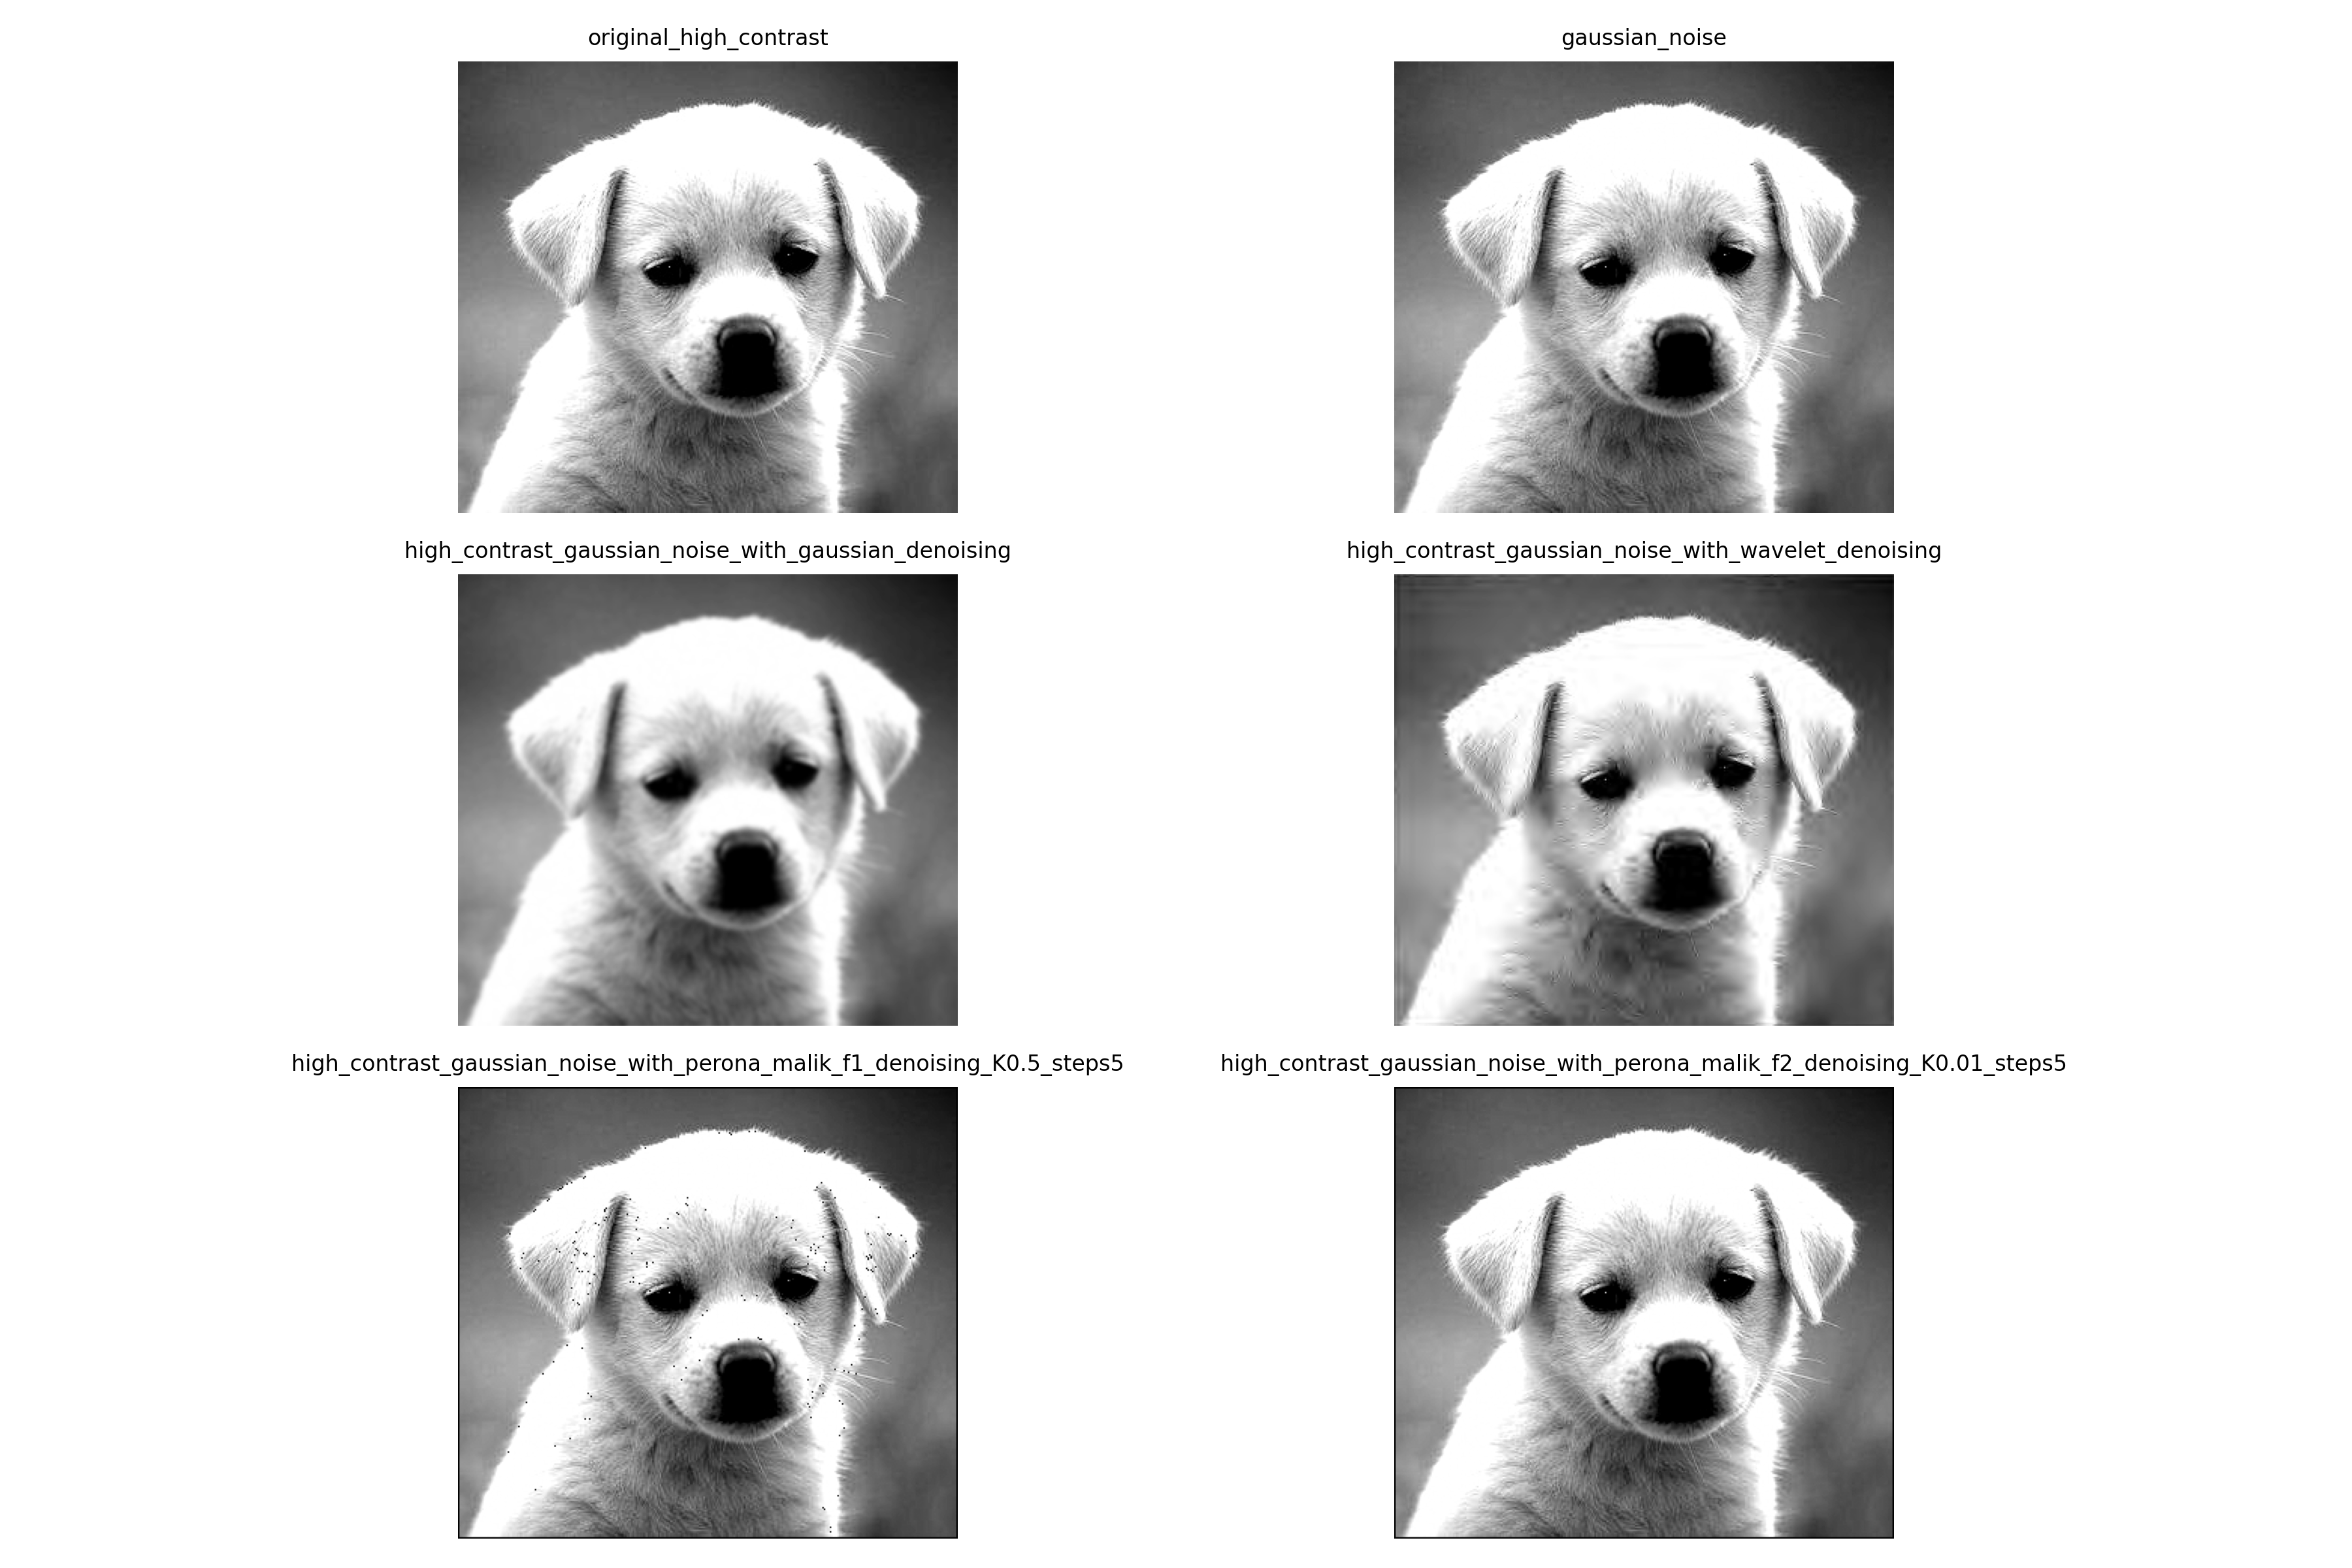 original_high_contrast
gaussian_noise
high_contrast_gaussian_noise_with_gaussian_denoising
high_contrast_gaussian_noise_with_wavelet_denoising
high_contrast_gaussian_noise_with_perona_malik_f1_denoising_K0.5_steps5
high_contrast_gaussian_noise_with_perona_malik_f2_denoising_K0.01_steps5